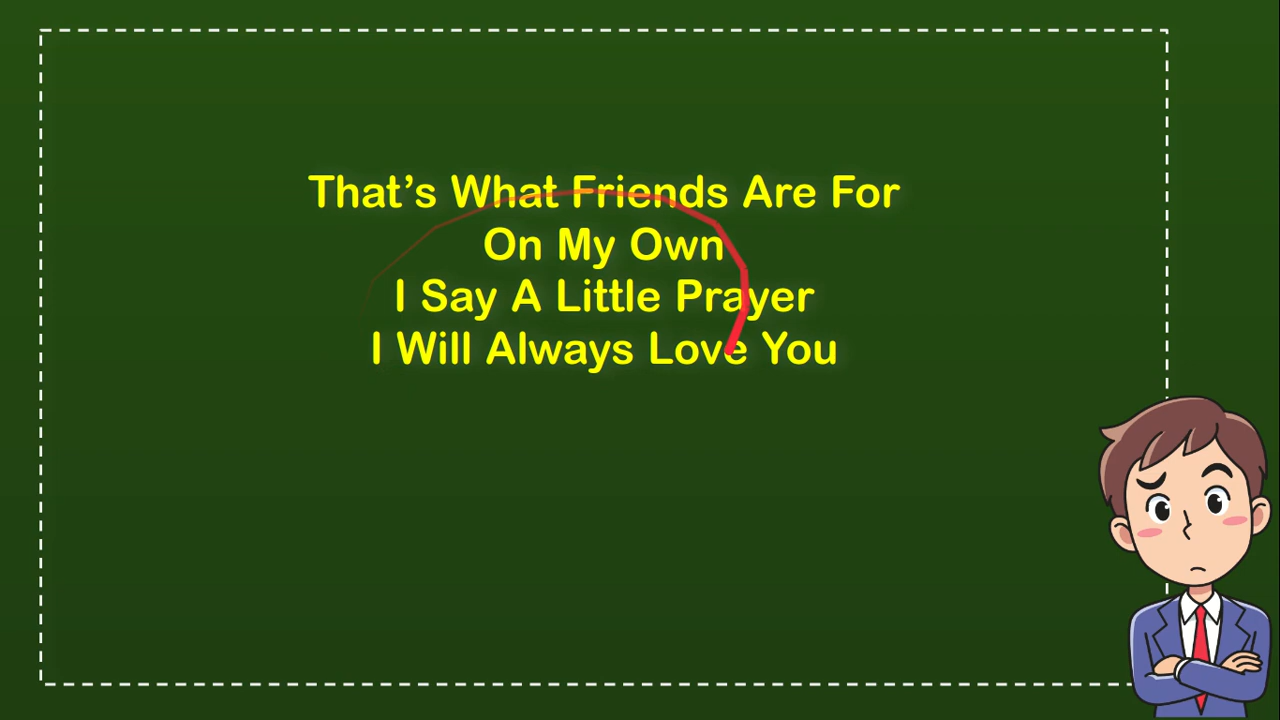 That’s What Friends Are For
On My Own
I Say A Little Prayer
I Will Always Love You